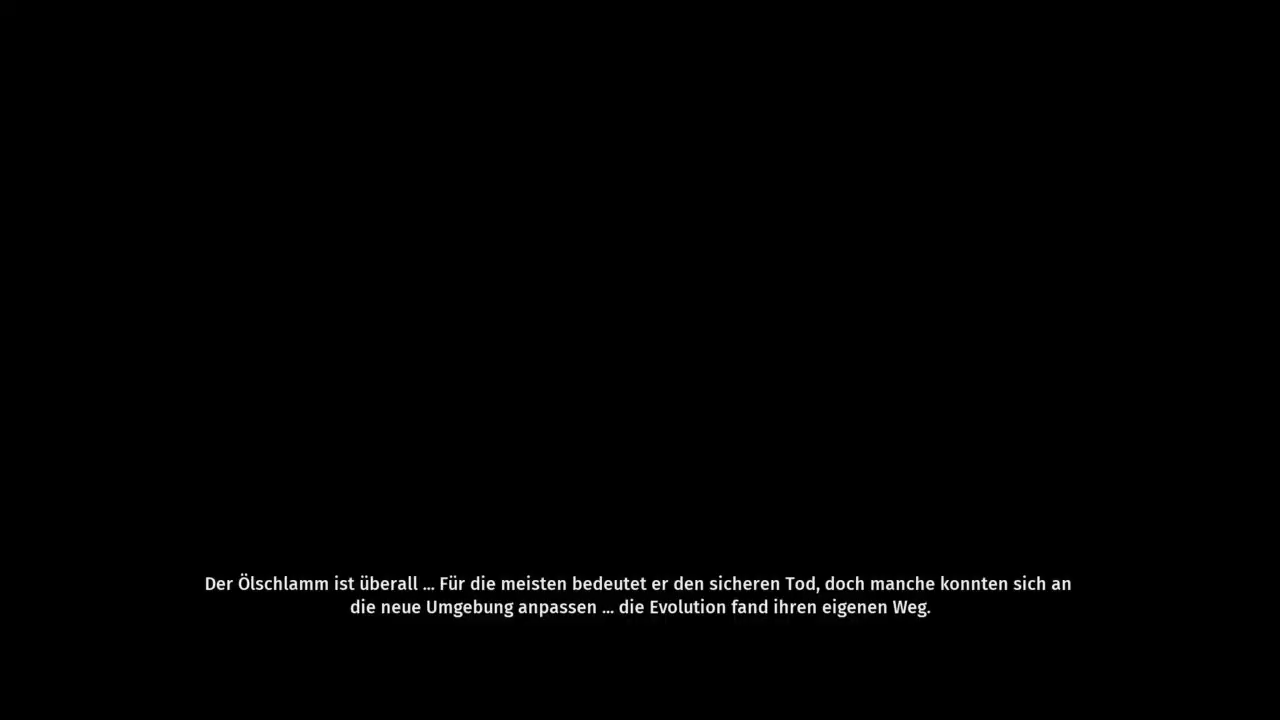 Der Ölschlamm ist überall ... Für die meisten bedeutet er den sicheren Tod, doch manche konnten sich an
die neue Umgebung anpassen ... die Evolution fand ihren eigenen Weg.